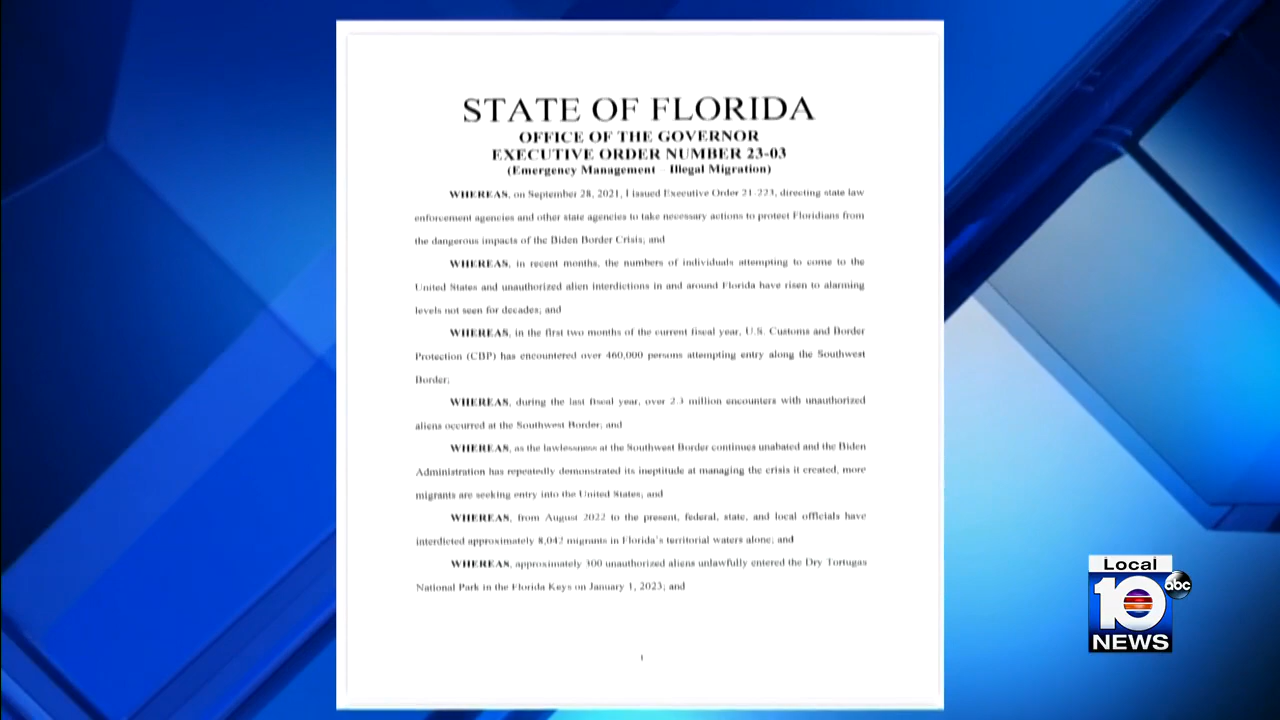 STATE OF FLORIDA
OFFICE OF THE GOVERNOR
EXECUTIVE ORDER NUMBER 23-03
(Emergency Management – Illegal Migration)
WHEREAS, on September 28, 2021, I issued Executive Order 21-223, directing state law
enforcement agencies and other state agencies to take necessary actions to protect Floridians from
the dangerous impacts of the Biden Border Crisis; and
WHEREAS, in recent months, the numbers of individuals attempting to come to the
United States and unauthorized alien interdictions in and around Florida have risen to alarming
levels not seen for decades; and
WHEREAS, in the first two months of the current fiscal year, U.S. Customs and Border
Protection (CBP) has encountered over 460,000 persons attempting entry along the Southwest
Border;
WHEREAS, during the last fiscal year, over 2.3 million encounters with unauthorized
aliens occurred at the Southwest Border; and
WHEREAS, as the lawlessness at the Southwest Border continues unabated and the Biden
Administration has repeatedly demonstrated its ineptitude at managing the crisis it created, more
migrants are seeking entry into the United States; and
WHEREAS, from August 2022 to the present, federal, state, and local officials have
interdicted approximately 8,042 migrants in Florida's territorial waters alone; and
WHEREAS, approximately 300 unauthorized aliens unlawfully entered the Dry Tortugas
National Park in the Florida Keys on January 1, 2023; and
1
Local
10
abc
NEWS